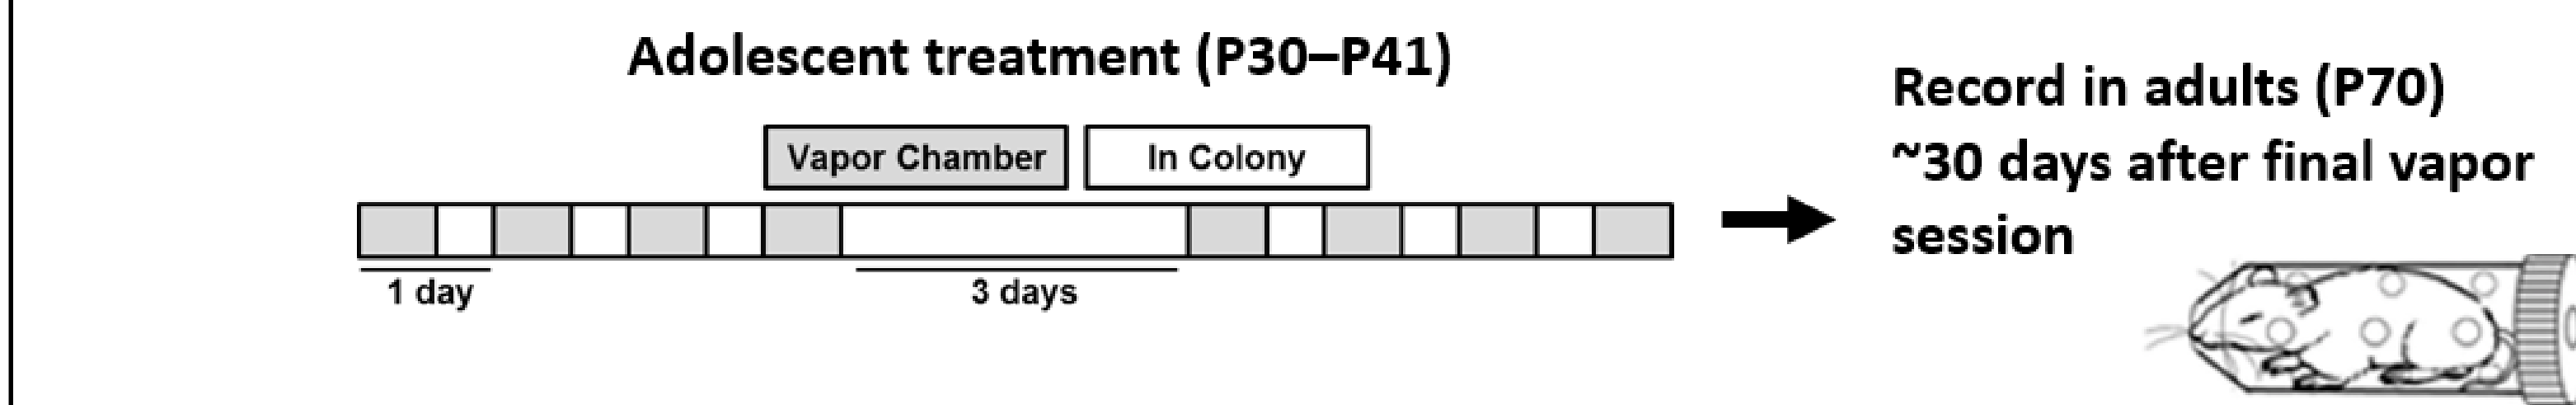 Adolescent treatment (P30–P41)
Vapor Chamber
In Colony
1 day
3 days
Record in adults (P70)
~30 days after final vapor
session